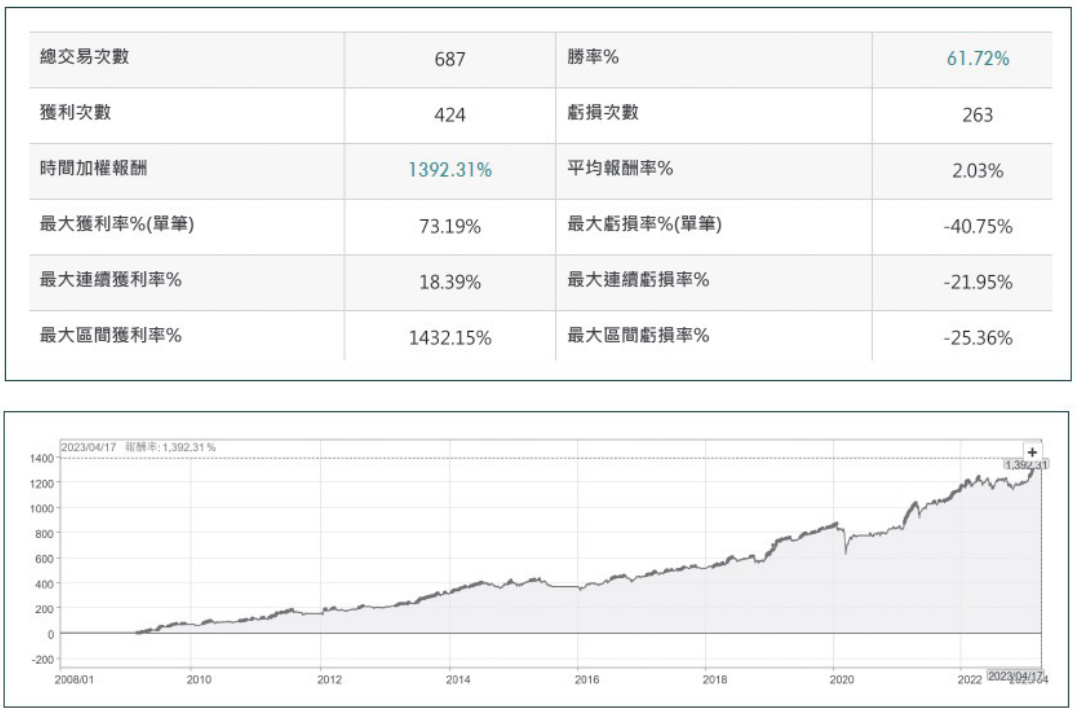 總交易次數 687 勝率% 61.72%
獲利次數 424 虧損次數 263
時間加權報酬 1392.31% 平均報酬率% 2.03%
最大獲利率%(單筆) 73.19% 最大虧損率%(單筆) -40.75%
最大連續獲利率% 18.39% 最大連續虧損率% -21.95%
最大區間獲利率% 1432.15% 最大區間虧損率% -25.36%
2023/04/17 報酬率: 1,392.31%
+
1,392.31
1400
1200
1000
800
600
400
200
0
-200
2008/01 2010 2012 2014 2016 2018 2020 2022 2023/04/17